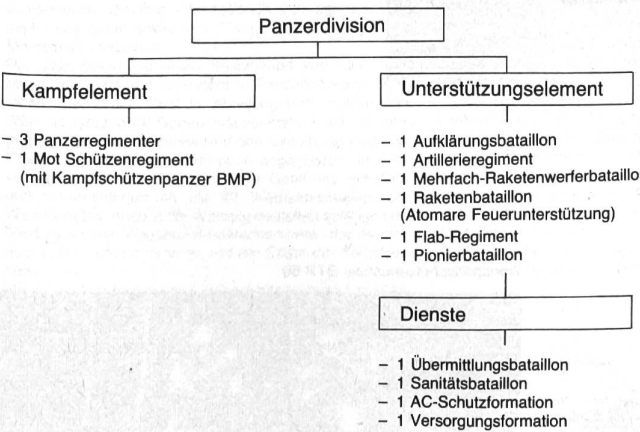 Panzerdivision
Kampfelement
– 3 Panzerregimenter
– 1 Mot Schützenregiment
(mit Kampfschützenpanzer BMP)
Unterstützungselement
– 1 Aufklärungsbataillon
– 1 Artillerieregiment
– 1 Mehrfach-Raketenwerferbataillo
– 1 Raketenbataillon
(Atomare Feuerunterstützung)
– 1 Flab-Regiment
– 1 Pionierbataillon
Dienste
– 1 Übermittlungsbataillon
– 1 Sanitätsbataillon
– 1 AC-Schutzformation
– 1 Versorgungsformation